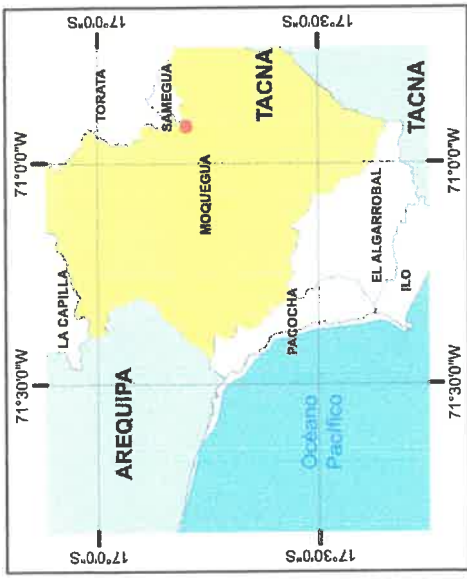 71°30'0"W
71°0'0"W
17°0'0"S
17°0'0"S
LA CAPILLA
TORATA
AREQUIPA
SAMEGUA
MOQUEGUA
TACNA
PACOCHA
Océano
Pacífico
17°30'0"S
17°30'0"S
EL ALGARROBAL
ILO
TACNA
71°30'0"W
71°0'0"W